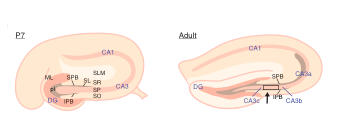 P7
CA1
ML
SPB
SLM
SL
SR
CA3
pl
SP
SO
DG
IPB
Adult
CA1
CA3a
SPB
DG
CA3c
IPB
CA3b